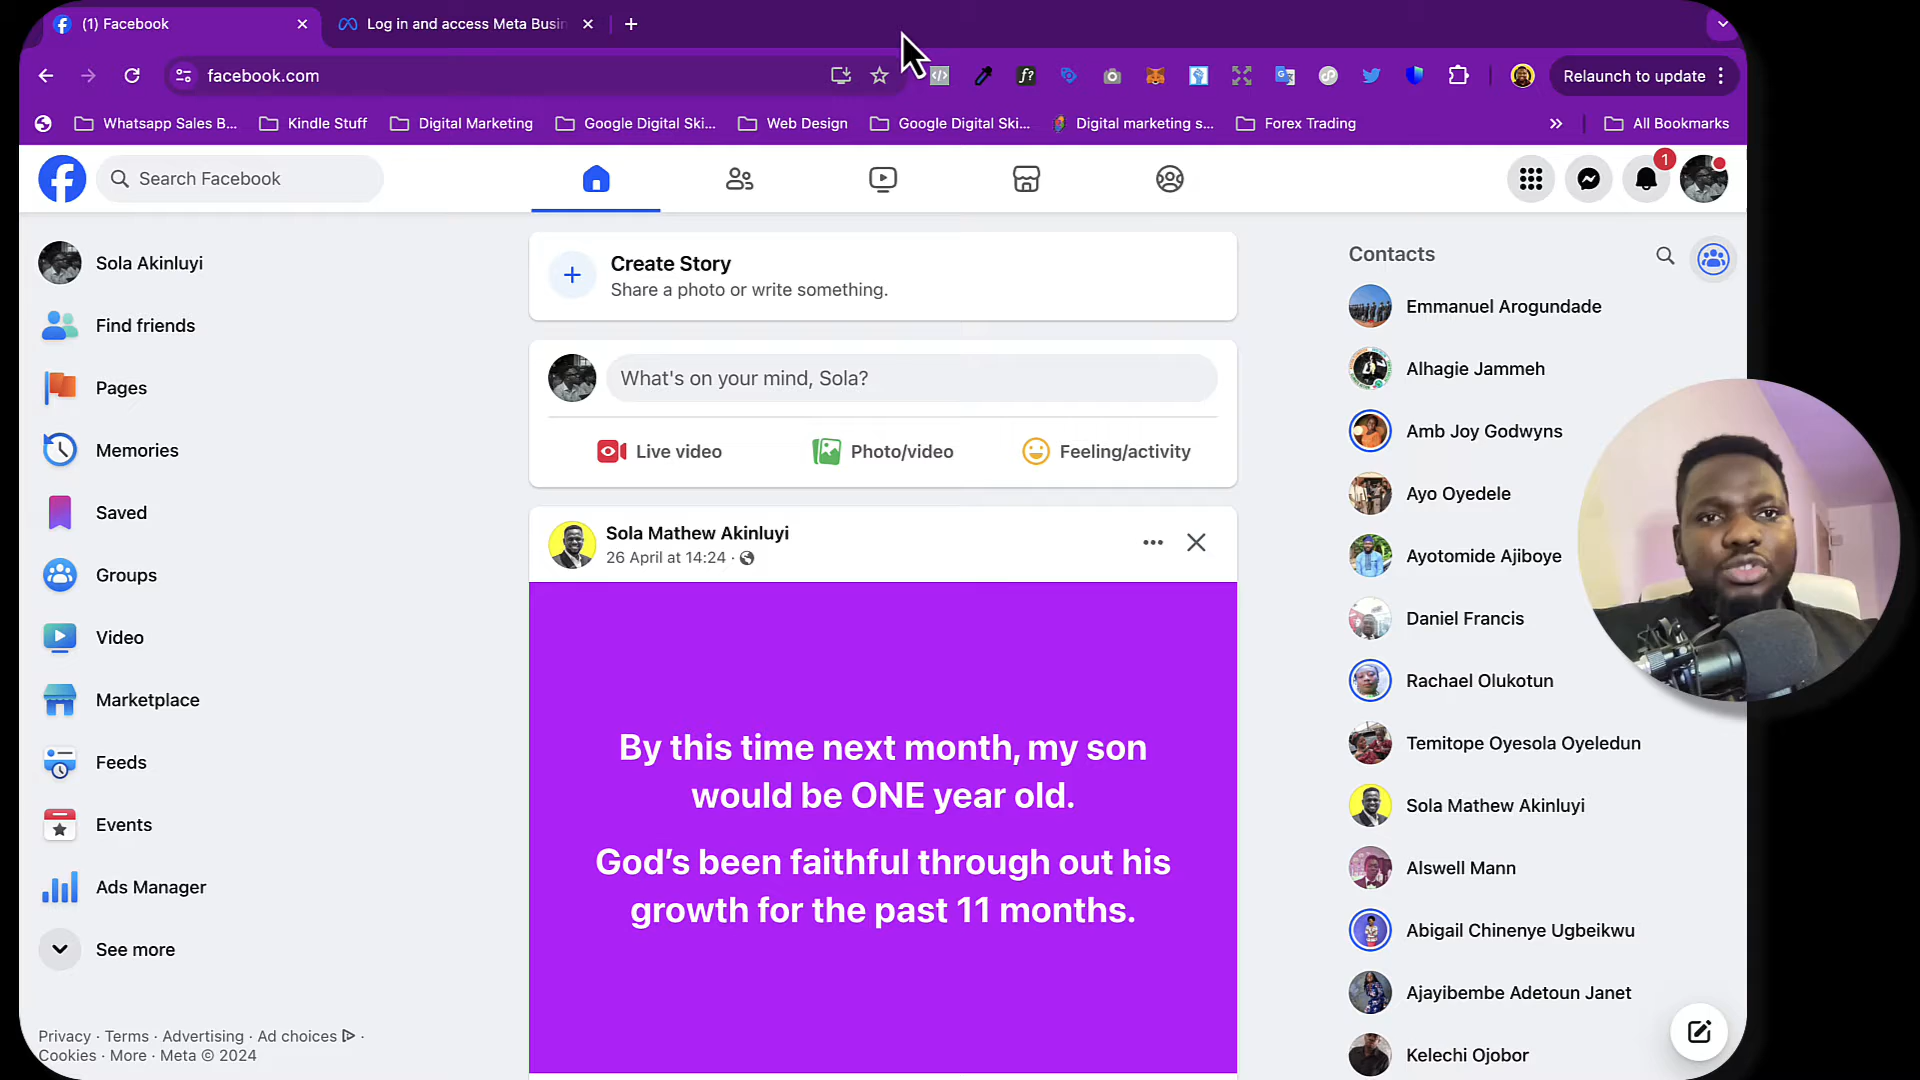 (1) Facebook
Log in and access Meta Busin
facebook.com
Relaunch to update
Whatsapp Sales B...
Kindle Stuff
Digital Marketing
Google Digital Ski...
Web Design
Google Digital Ski...
Digital marketing s...
Forex Trading
All Bookmarks
Search Facebook
1
Sola Akinluyi
Find friends
Pages
Memories
Saved
Groups
Video
Marketplace
Feeds
Events
Ads Manager
See more
Privacy · Terms · Advertising · Ad choices ·
Cookies · More · Meta © 2024
Create Story
Share a photo or write something.
What's on your mind, Sola?
Live video
Photo/video
Feeling/activity
Sola Mathew Akinluyi
26 April at 14:24 ·
By this time next month, my son
would be ONE year old.
God's been faithful through out his
growth for the past 11 months.
Contacts
Emmanuel Arogundade
Alhagie Jammeh
Amb Joy Godwyns
Ayo Oyedele
Ayotomide Ajiboye
Daniel Francis
Rachael Olukotun
Temitope Oyesola Oyeledun
Sola Mathew Akinluyi
Alswell Mann
Abigail Chinenye Ugbeikwu
Ajayibembe Adetoun Janet
Kelechi Ojobor